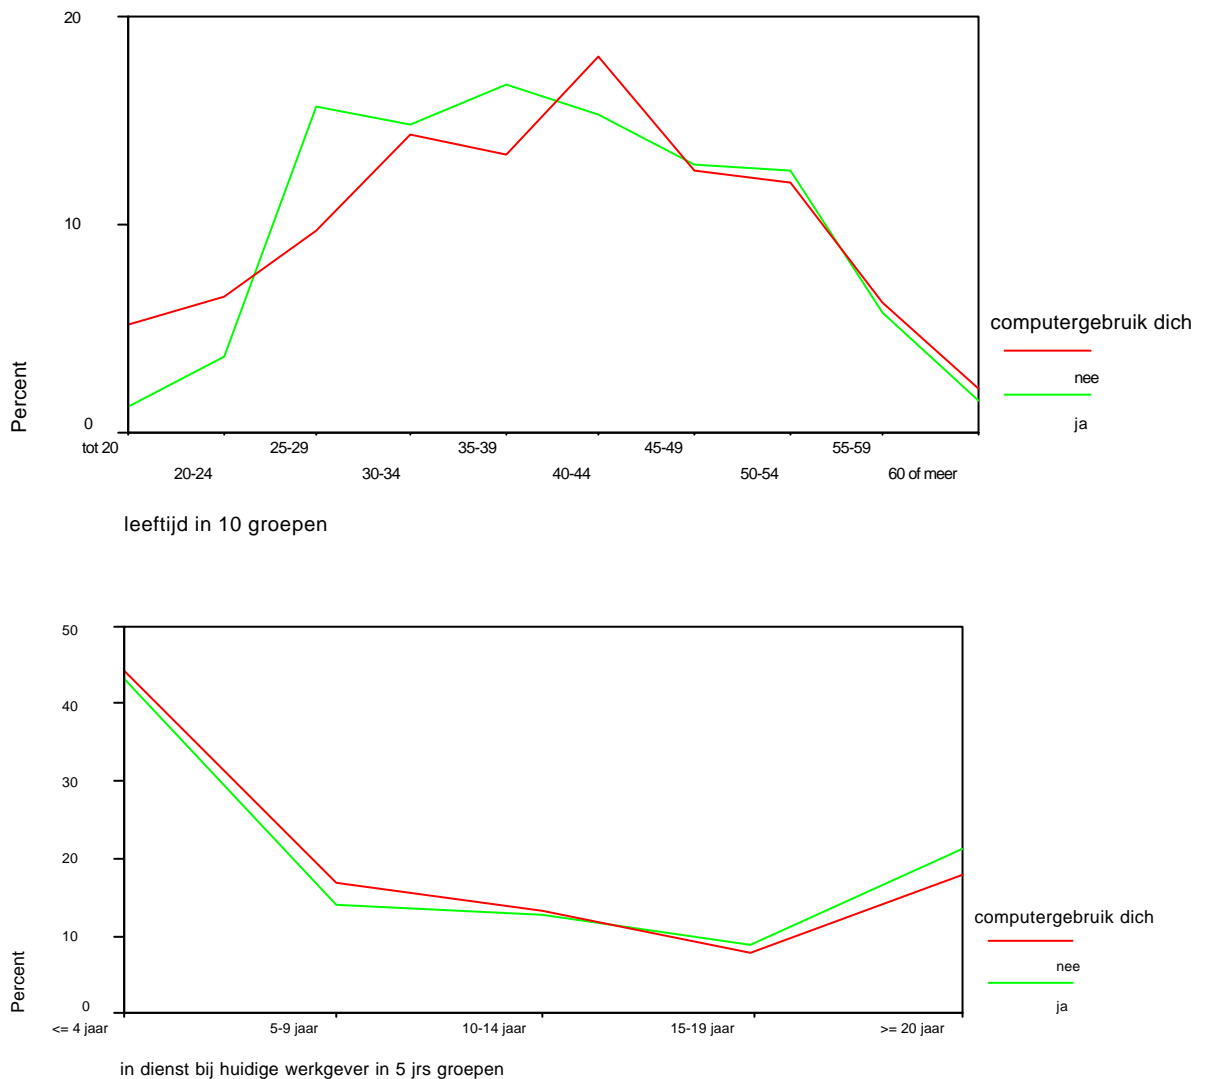 20
10
0
Percent
tot 20
25-29
35-39
45-49
55-59
20-24
30-34
40-44
50-54
60 of meer
leeftijd in 10 groepen
computergebruik dich
nee
ja
50
40
30
20
10
0
Percent
<= 4 jaar
5-9 jaar
10-14 jaar
15-19 jaar
>= 20 jaar
in dienst bij huidige werkgever in 5 jrs groepen
computergebruik dich
nee
ja